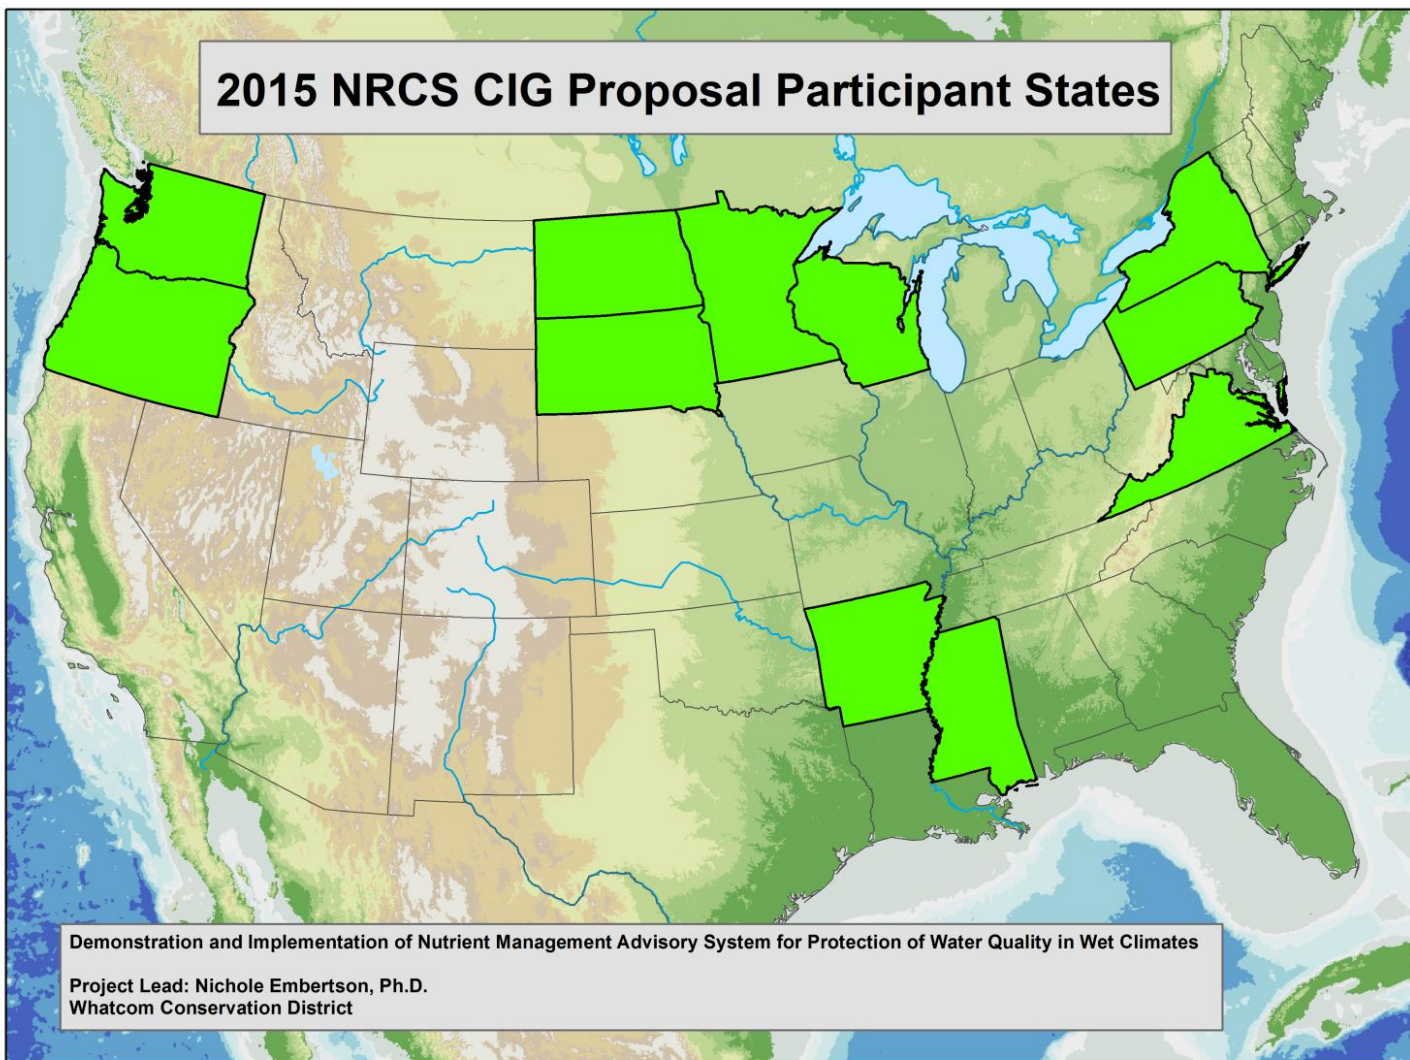 2015 NRCS CIG Proposal Participant States
Demonstration and Implementation of Nutrient Management Advisory System for Protection of Water Quality in Wet Climates
Project Lead: Nichole Embertson, Ph.D.
Whatcom Conservation District